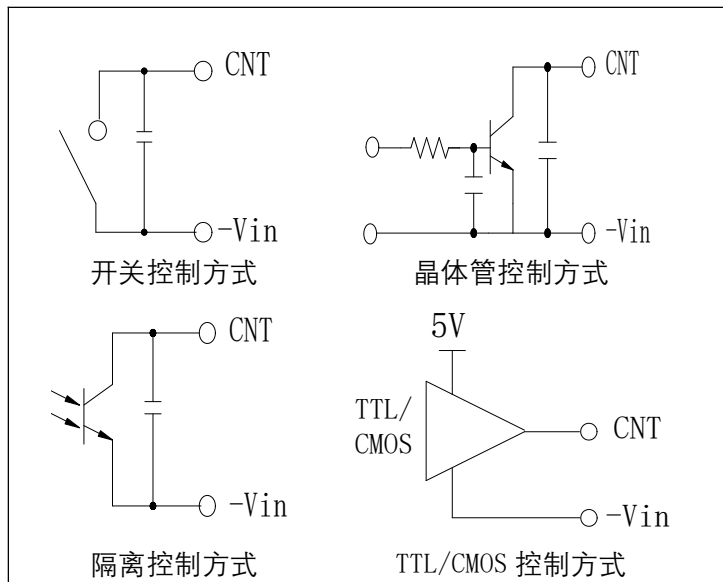 CNT
-Vin
开关控制方式
CNT
-Vin
晶体管控制方式
CNT
-Vin
隔离控制方式
5V
TTL/
CMOS
CNT
-Vin
TTL/CMOS 控制方式